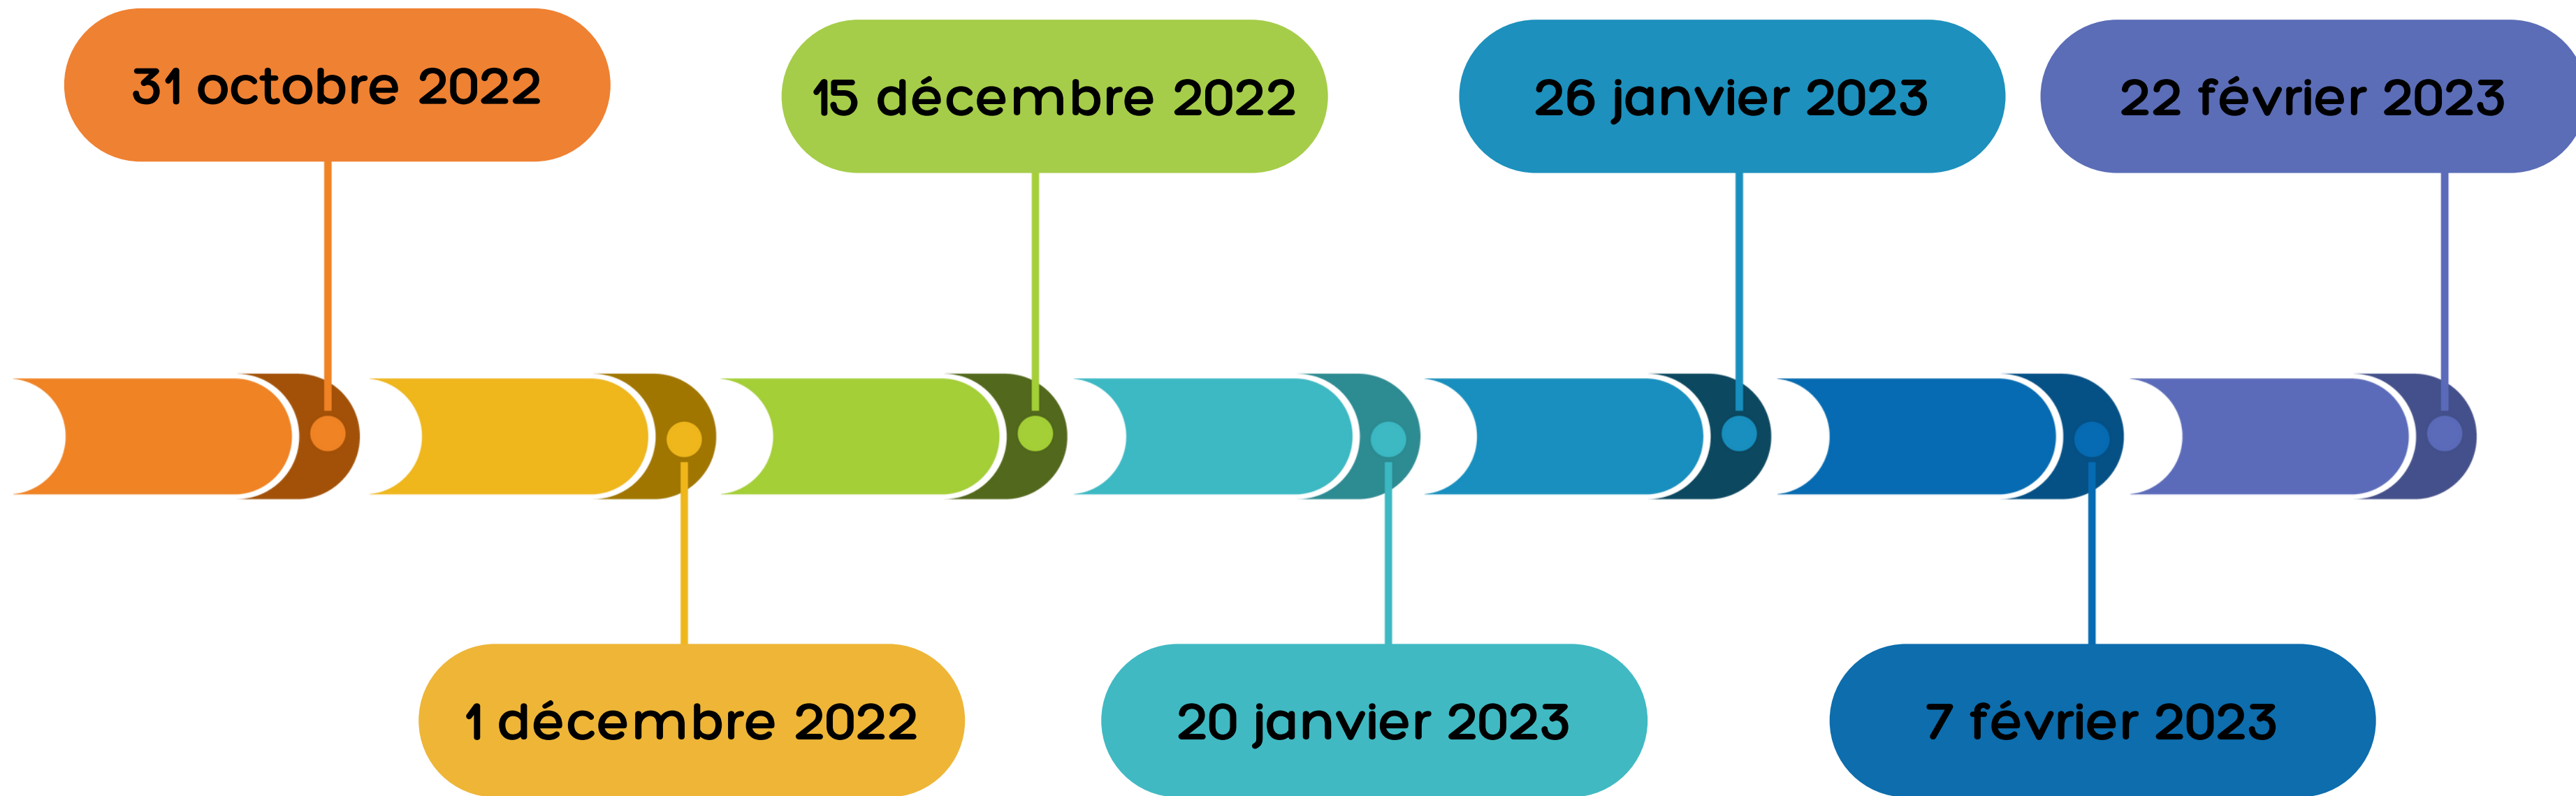 31 octobre 2022
15 décembre 2022
26 janvier 2023
22 février 2023
1 décembre 2022
20 janvier 2023
7 février 2023